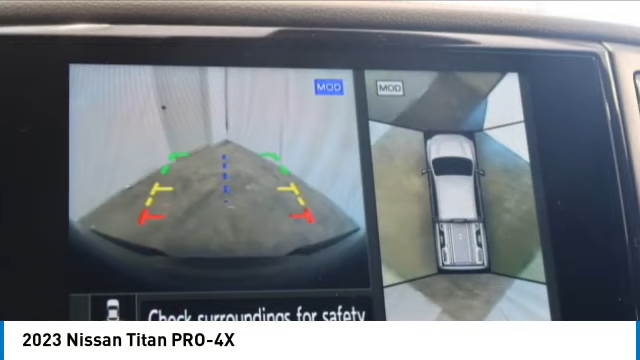 MOD
MOD
Check surroundings for safety
2023 Nissan Titan PRO-4X